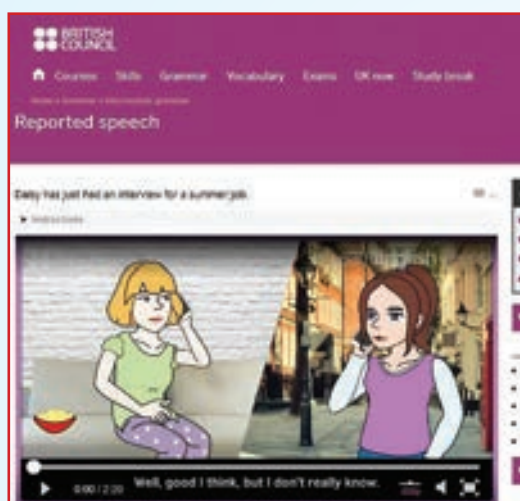 BRITISH
COUNCIL
Courses Skills Grammar Vocabulary Exams UK now Study break
Reported speech
Daisy has just had an interview for a summer job.
Instructions
0:00 / 2:20 Well, good I think, but I don't really know.